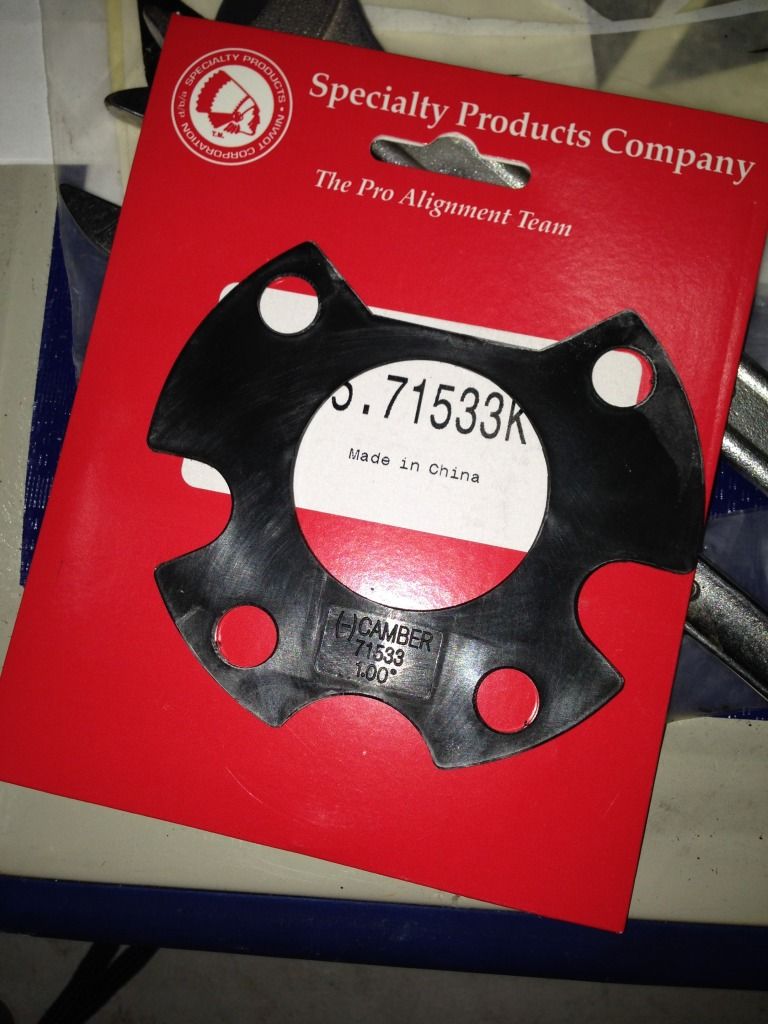 SPECIALTY PRODUCTS • NIWOT CORPORATION d/b/a
T.M.
Specialty Products Company
The Pro Alignment Team
5.71533K
Made in China
(-)CAMBER
71533
1.00°